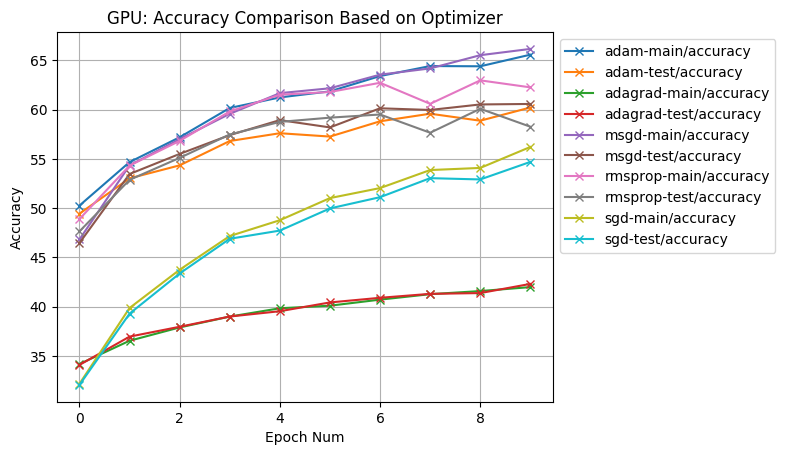 GPU: Accuracy Comparison Based on Optimizer
Accuracy
65
60
55
50
45
40
35
0
2
4
6
8
Epoch Num
adam-main/accuracy
adam-test/accuracy
adagrad-main/accuracy
adagrad-test/accuracy
msgd-main/accuracy
msgd-test/accuracy
rmsprop-main/accuracy
rmsprop-test/accuracy
sgd-main/accuracy
sgd-test/accuracy